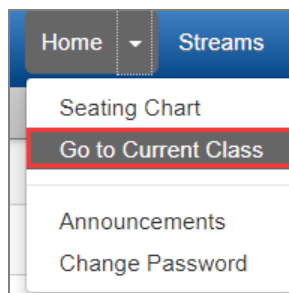 Home Streams
Seating Chart
Go to Current Class
Announcements
Change Password